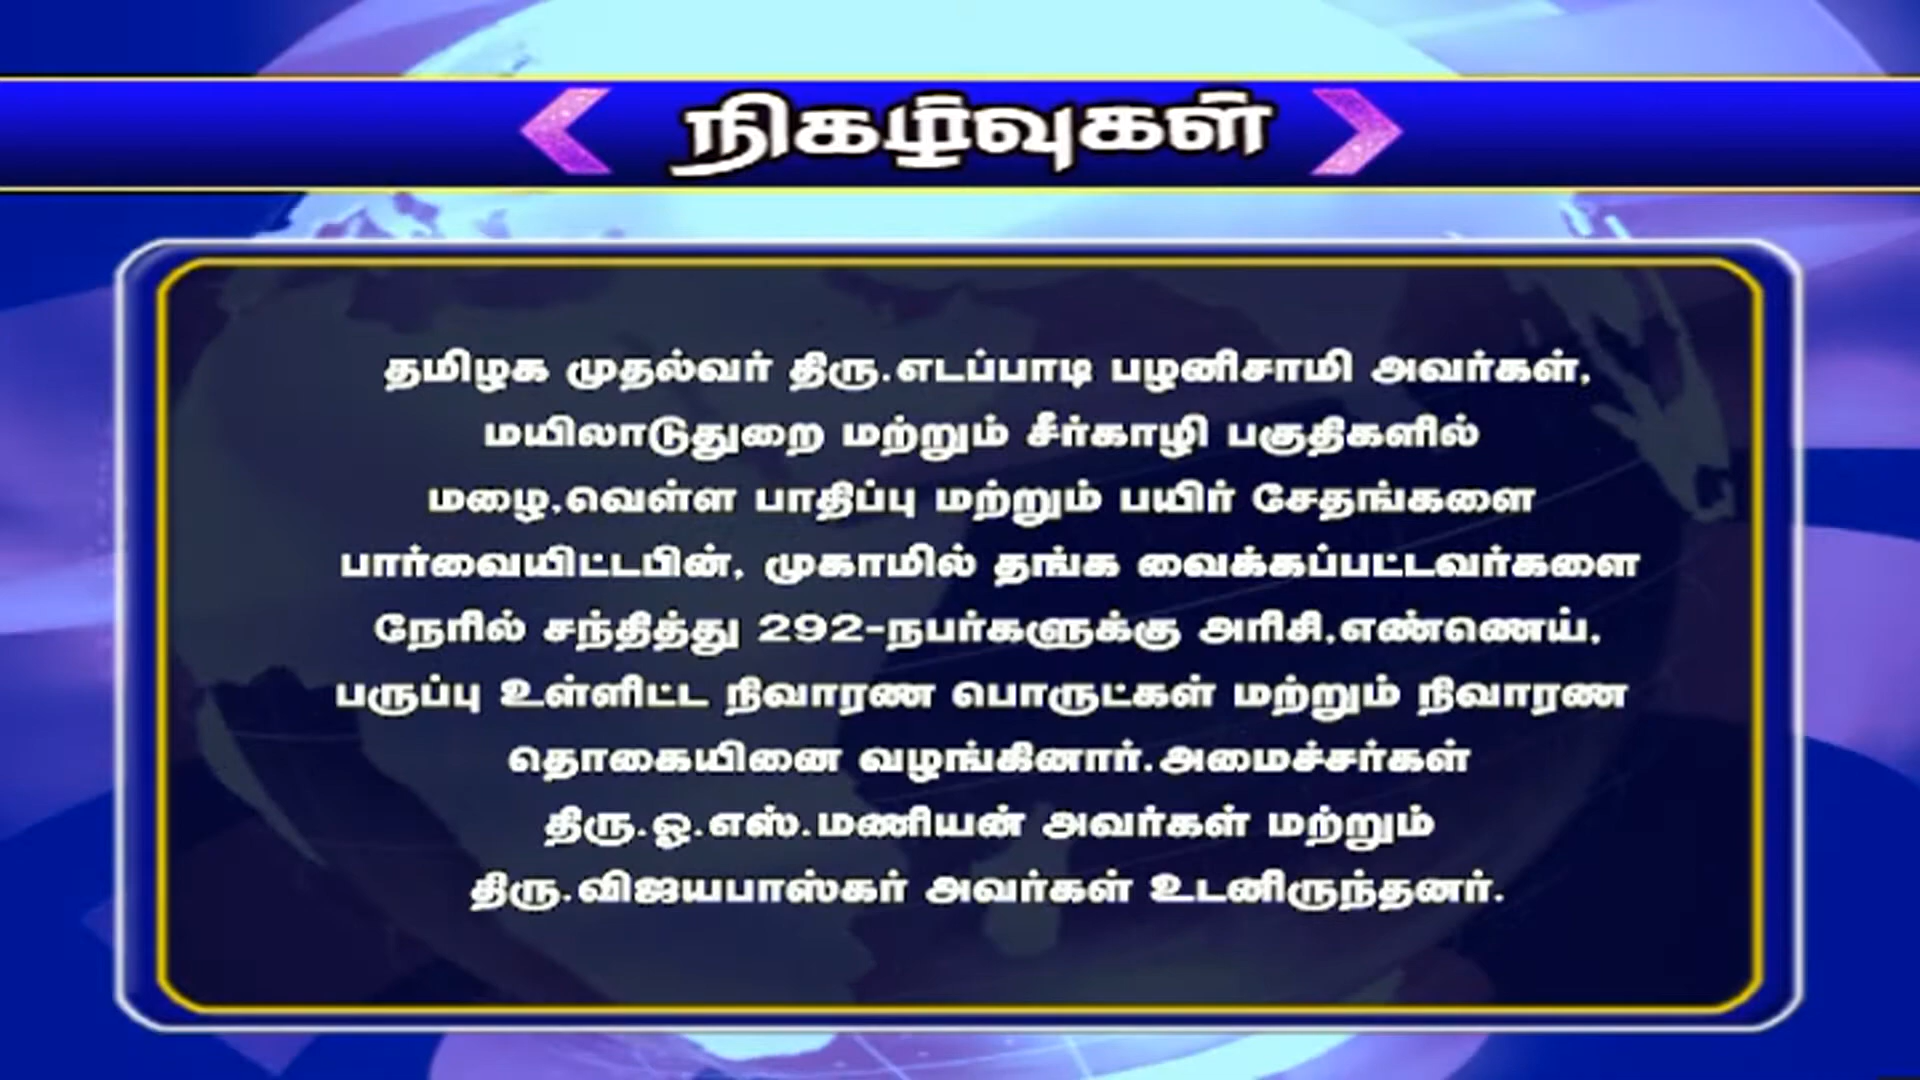 நிகழ்வுகள்
தமிழக முதல்வர் திரு.எடப்பாடி பழனிசாமி அவர்கள்,
மயிலாடுதுறை மற்றும் சீர்காழி பகுதிகளில்
மழை,வெள்ள பாதிப்பு மற்றும் பயிர் சேதங்களை
பார்வையிட்டபின், முகாமில் தங்க வைக்கப்பட்டவர்களை
நேரில் சந்தித்து 292-நபர்களுக்கு அரிசி,எண்ணெய்,
பருப்பு உள்ளிட்ட நிவாரண பொருட்கள் மற்றும் நிவாரண
தொகையினை வழங்கினார்.அமைச்சர்கள்
திரு.ஓ.எஸ்.மணியன் அவர்கள் மற்றும்
திரு.விஜயபாஸ்கர் அவர்கள் உடனிருந்தனர்.